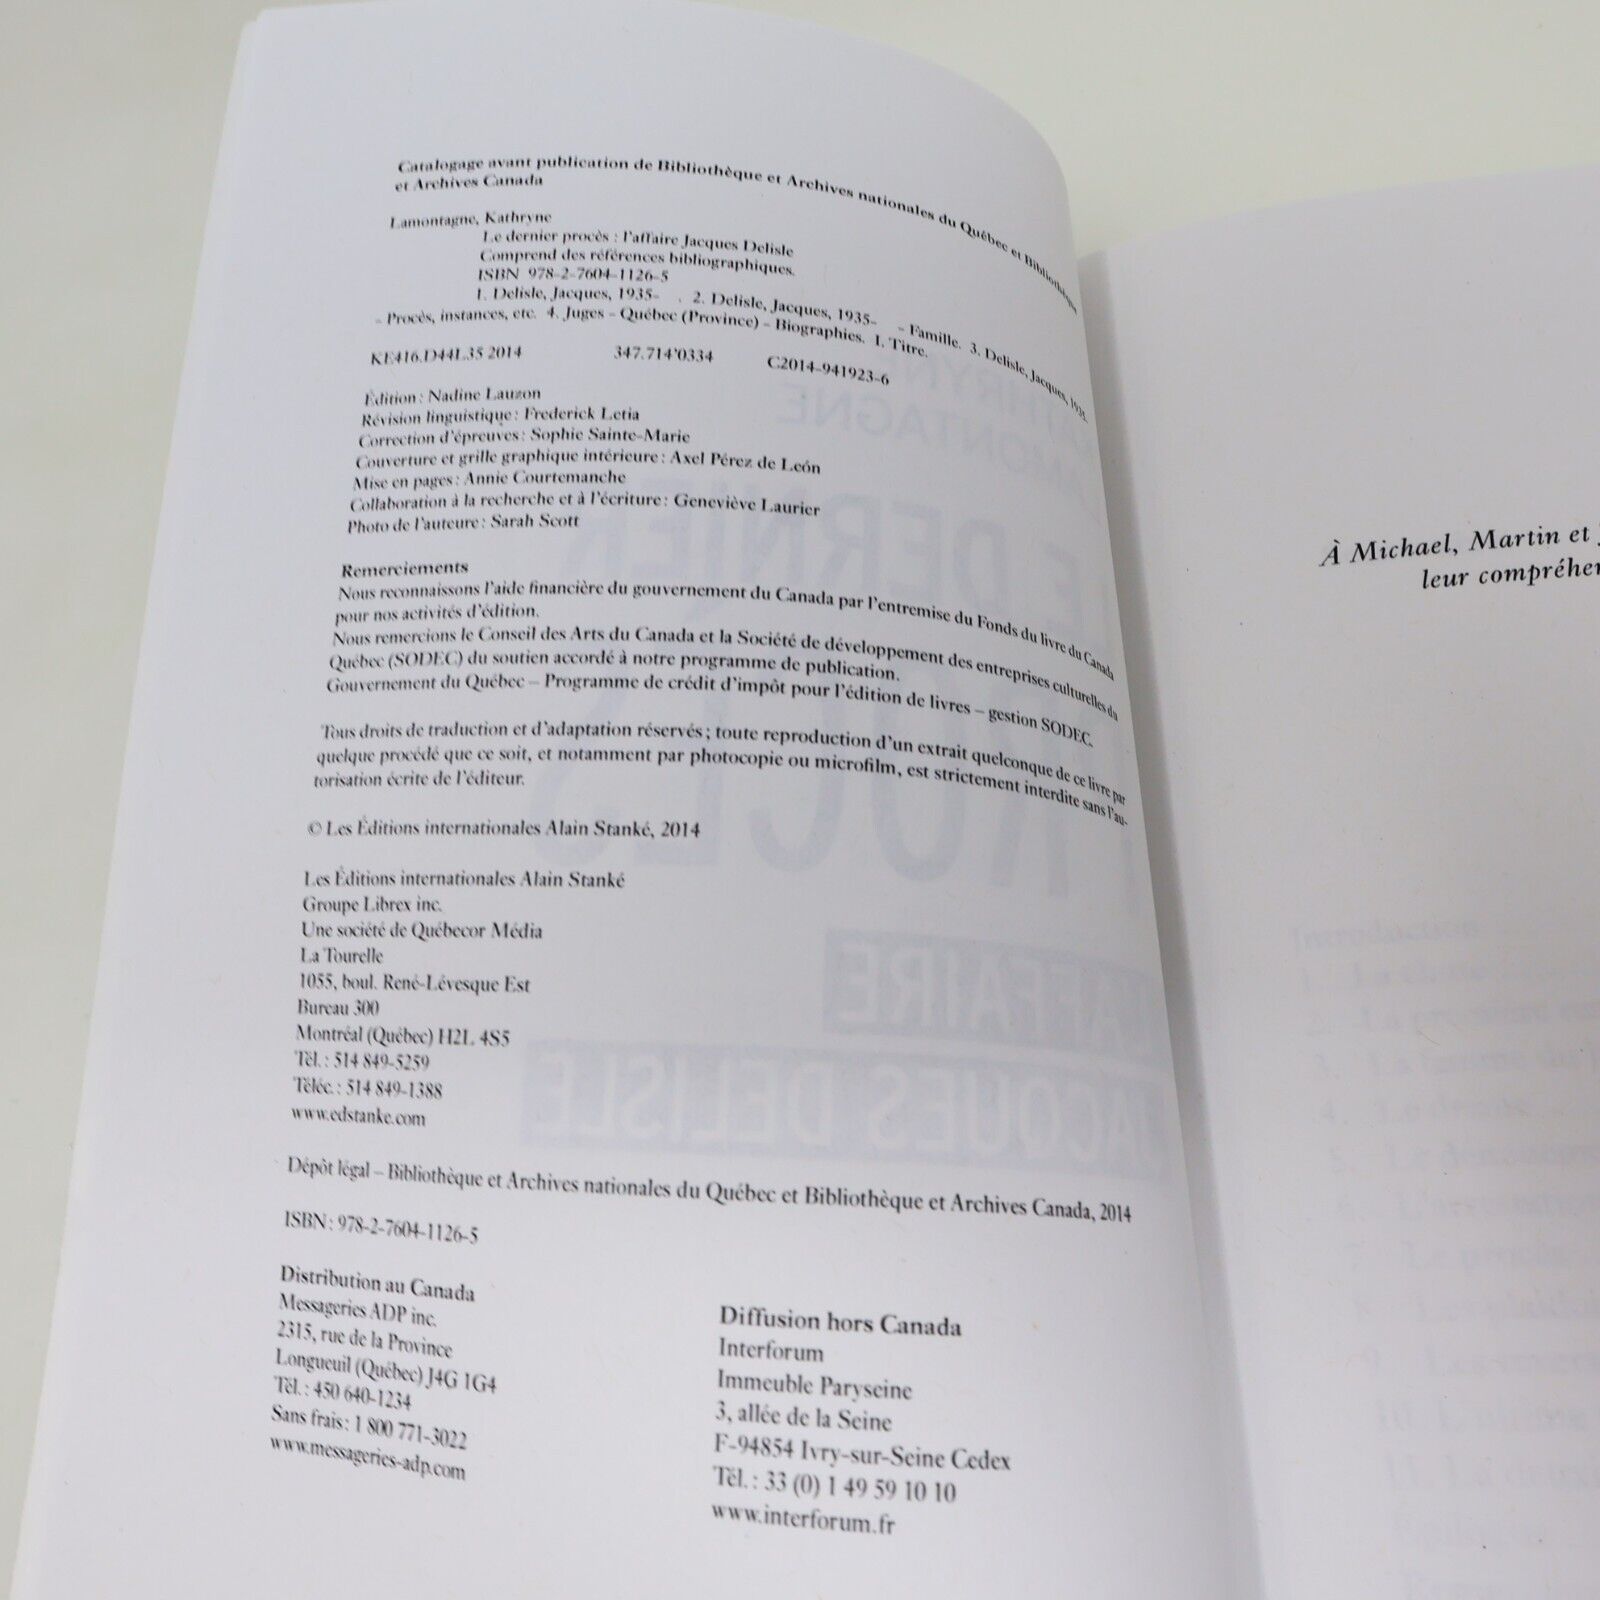 Catalogage avant publication de Bibliothèque et Archives nationales du Québec et Bibliothèque
et Archives Canada
Lamontagne, Kathryne
Le dernier procès : l'affaire Jacques Delisle
Comprend des références bibliographiques.
ISBN 978-2-7604-1126-5
1. Delisle, Jacques, 1935- . 2. Delisle, Jacques, 1935- – Famille. 3. Delisle, Jacques, 1935-
– Procès, instances, etc. 4. Juges – Québec (Province) – Biographies. I. Titre.
KE416.D44L35 2014 347.714'0334 C2014-941923-6
Édition : Nadine Lauzon
Révision linguistique : Frederick Letia
Correction d'épreuves : Sophie Sainte-Marie
Couverture et grille graphique intérieure : Axel Pérez de León
Mise en pages : Annie Courtemanche
Collaboration à la recherche et à l'écriture : Geneviève Laurier
Photo de l'auteure : Sarah Scott
Remerciements
Nous reconnaissons l'aide financière du gouvernement du Canada par l'entremise du Fonds du livre du Canada
pour nos activités d'édition.
Nous remercions le Conseil des Arts du Canada et la Société de développement des entreprises culturelles du
Québec (SODEC) du soutien accordé à notre programme de publication.
Gouvernement du Québec – Programme de crédit d'impôt pour l'édition de livres – gestion SODEC.
Tous droits de traduction et d'adaptation réservés ; toute reproduction d'un extrait quelconque de ce livre par
quelque procédé que ce soit, et notamment par photocopie ou microfilm, est strictement interdite sans l'au-
torisation écrite de l'éditeur.
© Les Éditions internationales Alain Stanké, 2014
Les Éditions internationales Alain Stanké
Groupe Librex inc.
Une société de Québecor Média
La Tourelle
1055, boul. René-Lévesque Est
Bureau 300
Montréal (Québec) H2L 4S5
Tél. : 514 849-5259
Téléc. : 514 849-1388
www.edstanke.com
Dépôt légal – Bibliothèque et Archives nationales du Québec et Bibliothèque et Archives Canada, 2014
ISBN : 978-2-7604-1126-5
Distribution au Canada
Messageries ADP inc.
2315, rue de la Province
Longueuil (Québec) J4G 1G4
Tél. : 450 640-1234
Sans frais : 1 800 771-3022
www.messageries-adp.com
Diffusion hors Canada
Interforum
Immeuble Paryseine
3, allée de la Seine
F-94854 Ivry-sur-Seine Cedex
Tél. : 33 (0) 1 49 59 10 10
www.interforum.fr
À Michael, Martin et
leur